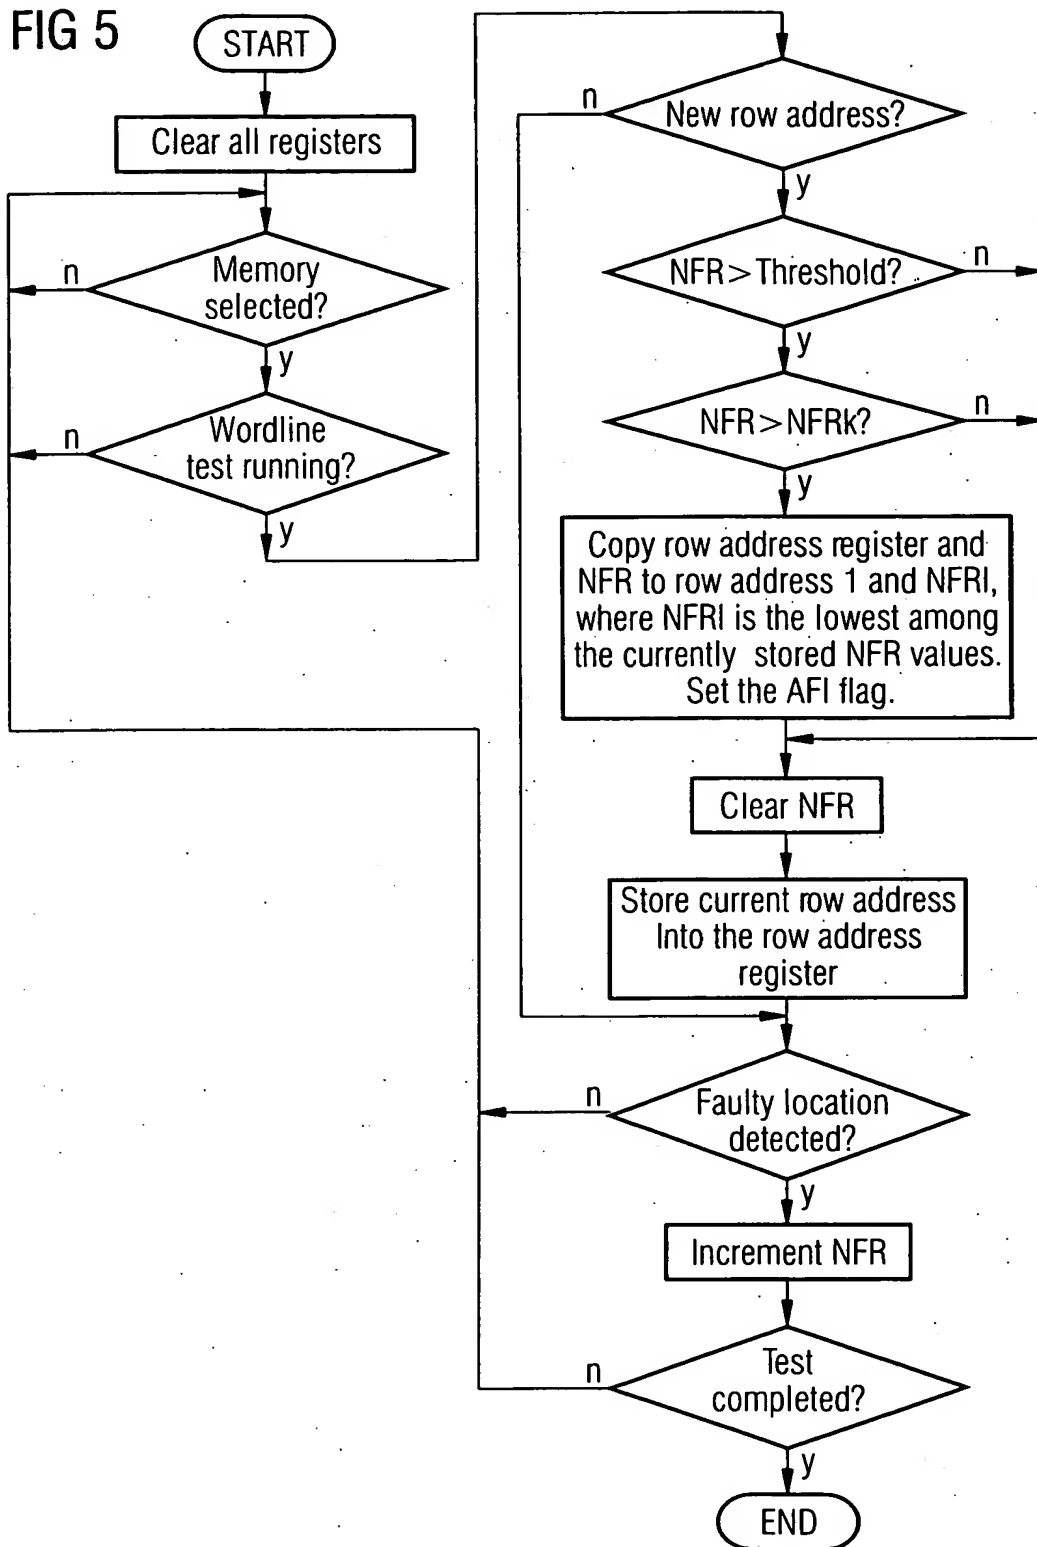 FIG 5
START
Clear all registers
n
Memory
selected?
y
n
Wordline
test running?
y
n
New row address?
y
NFR>Threshold?
n
y
NFR>NFRk?
n
y
Copy row address register and
NFR to row address 1 and NFRl,
where NFRl is the lowest among
the currently stored NFR values.
Set the AFl flag.
Clear NFR
Store current row address
Into the row address
register
n
Faulty location
detected?
y
Increment NFR
n
Test
completed?
y
END